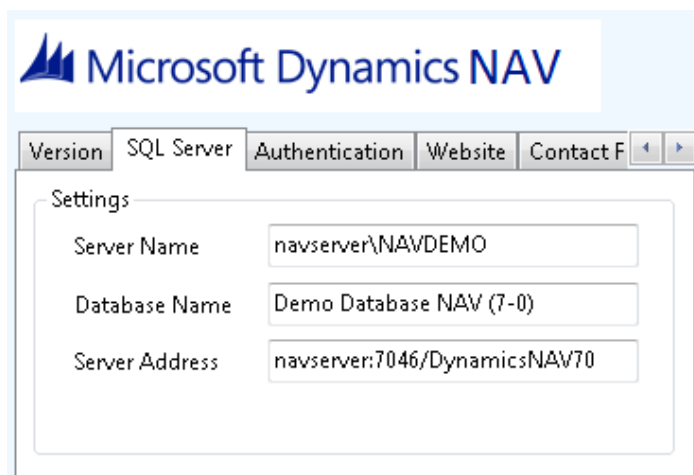 Microsoft Dynamics NAV
Version SQL Server Authentication Website Contact F
Settings
Server Name navserver\NAVDEMO
Database Name Demo Database NAV (7-0)
Server Address navserver:7046/DynamicsNAV70